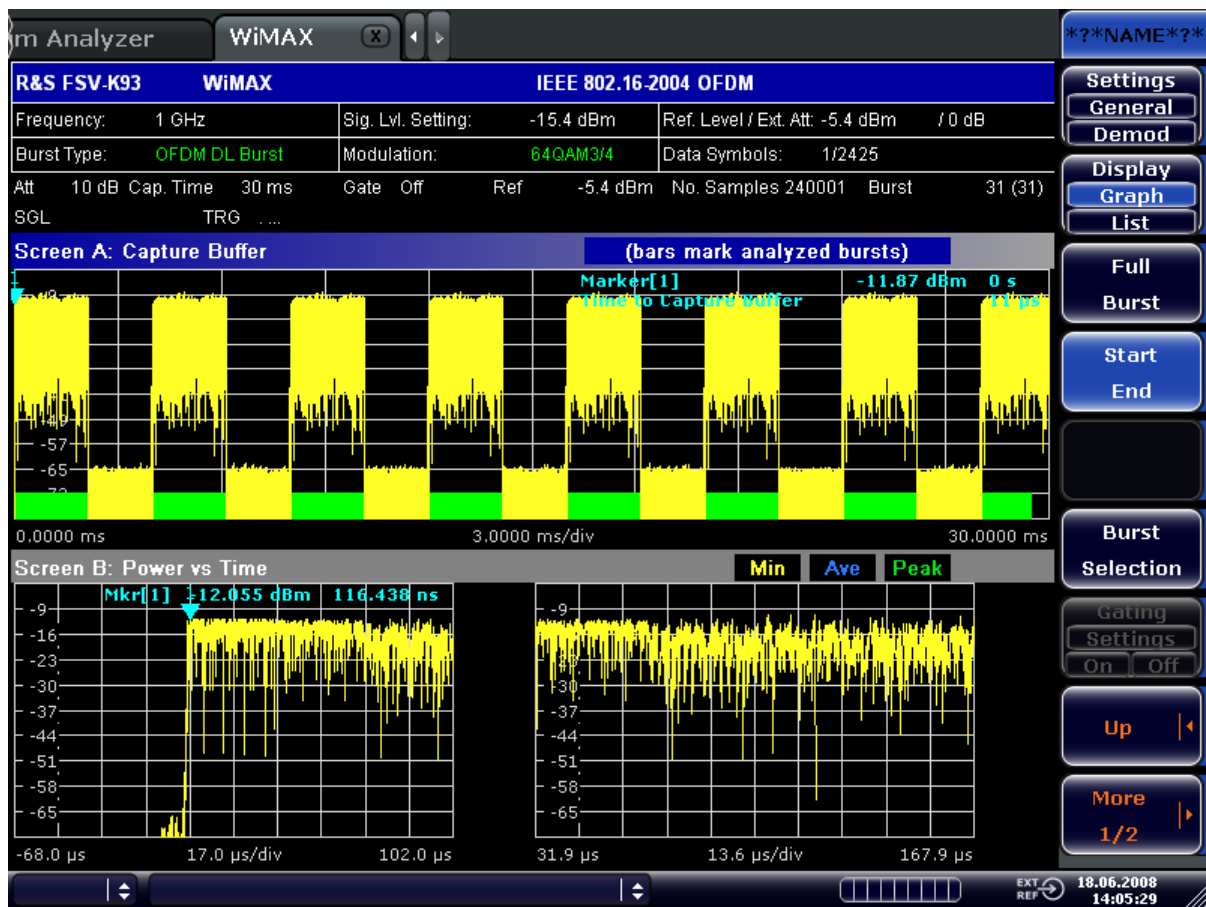 m Analyzer WiMAX X
*?*NAME*?*
R&S FSV-K93 WiMAX IEEE 802.16-2004 OFDM
Frequency: 1 GHz Sig. Lvl. Setting: -15.4 dBm Ref. Level / Ext. Att: -5.4 dBm / 0 dB
Burst Type: OFDM DL Burst Modulation: 64QAM3/4 Data Symbols: 1/2425
Att 10 dB Cap. Time 30 ms Gate Off Ref -5.4 dBm No. Samples 240001 Burst 31 (31)
SGL TRG . ...
Screen A: Capture Buffer (bars mark analyzed bursts)
Marker[1] -11.87 dBm 0 s
Time to Capture Buffer 11 µs
1
-49
-57
-65
0.0000 ms 3.0000 ms/div 30.0000 ms
Screen B: Power vs Time Min Ave Peak
Mkr[1] -12.055 dBm 116.438 ns
-9 -9
-16
-23
-30 -30
-37 -37
-44 -44
-51 -51
-58 -58
-65 -65
-68.0 µs 17.0 µs/div 102.0 µs 31.9 µs 13.6 µs/div 167.9 µs
Settings
General
Demod
Display
Graph
List
Full
Burst
Start
End
Burst
Selection
Gating
Settings
On Off
Up
More
1/2
EXT
REF
18.06.2008
14:05:29